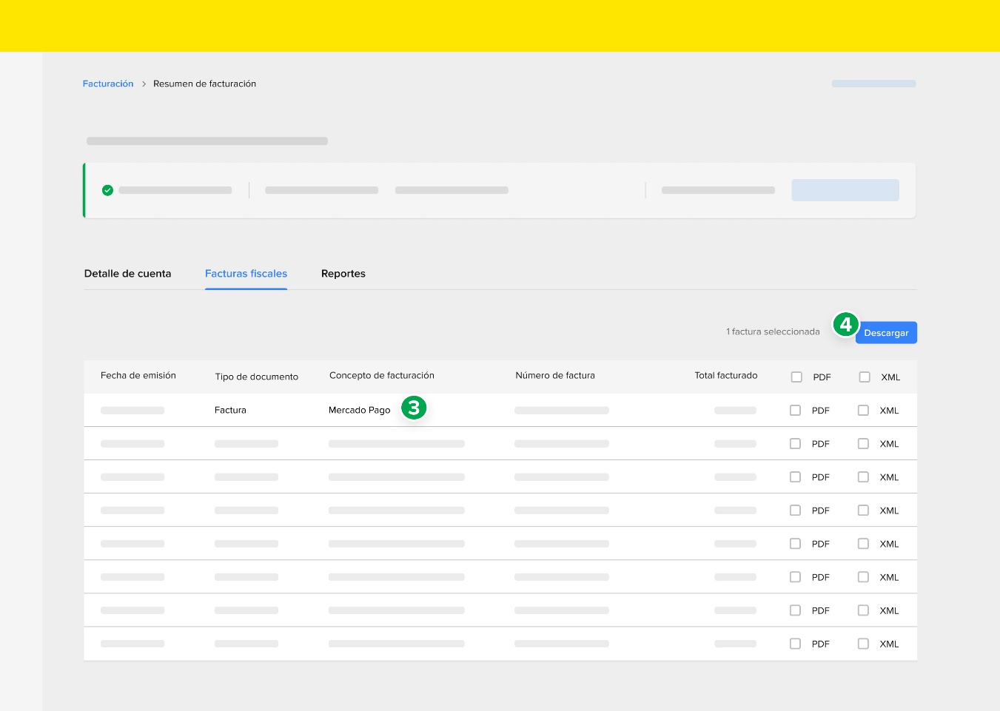 Facturación > Resumen de facturación
Detalle de cuenta Facturas fiscales Reportes
1 factura seleccionada 4 Descargar
Fecha de emisión Tipo de documento Concepto de facturación Número de factura Total facturado PDF XML
Factura Mercado Pago 3 PDF XML
PDF XML
PDF XML
PDF XML
PDF XML
PDF XML
PDF XML
PDF XML